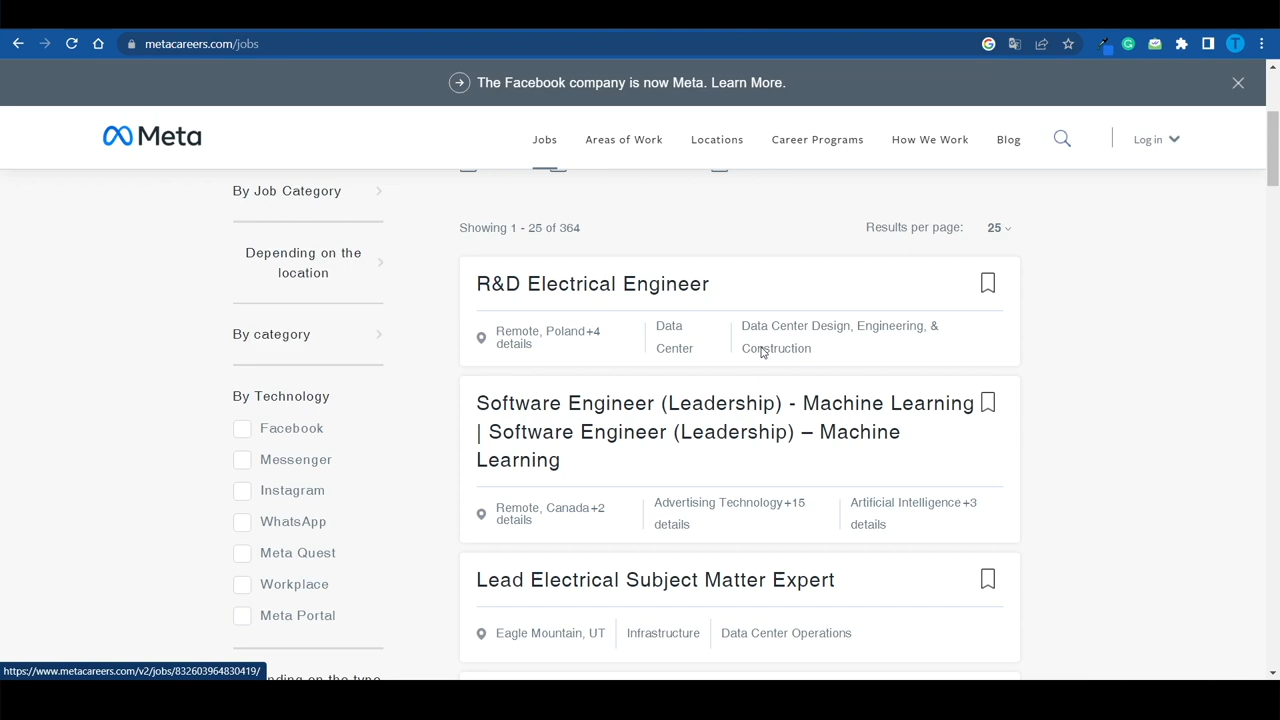 metacareers.com/jobs
T
The Facebook company is now Meta. Learn More.
Meta
Jobs
Areas of Work
Locations
Career Programs
How We Work
Blog
Log in
By Job Category
Depending on the
location
By category
By Technology
Facebook
Messenger
Instagram
WhatsApp
Meta Quest
Workplace
Meta Portal
Showing 1 - 25 of 364
Results per page: 25
R&D Electrical Engineer
Remote, Poland+4
details
Data
Center
Data Center Design, Engineering, &
Construction
Software Engineer (Leadership) - Machine Learning
| Software Engineer (Leadership) – Machine
Learning
Remote, Canada+2
details
Advertising Technology+15
details
Artificial Intelligence+3
details
Lead Electrical Subject Matter Expert
Eagle Mountain, UT
Infrastructure
Data Center Operations
https://www.metacareers.com/v2/jobs/832603964830419/
nding on the type